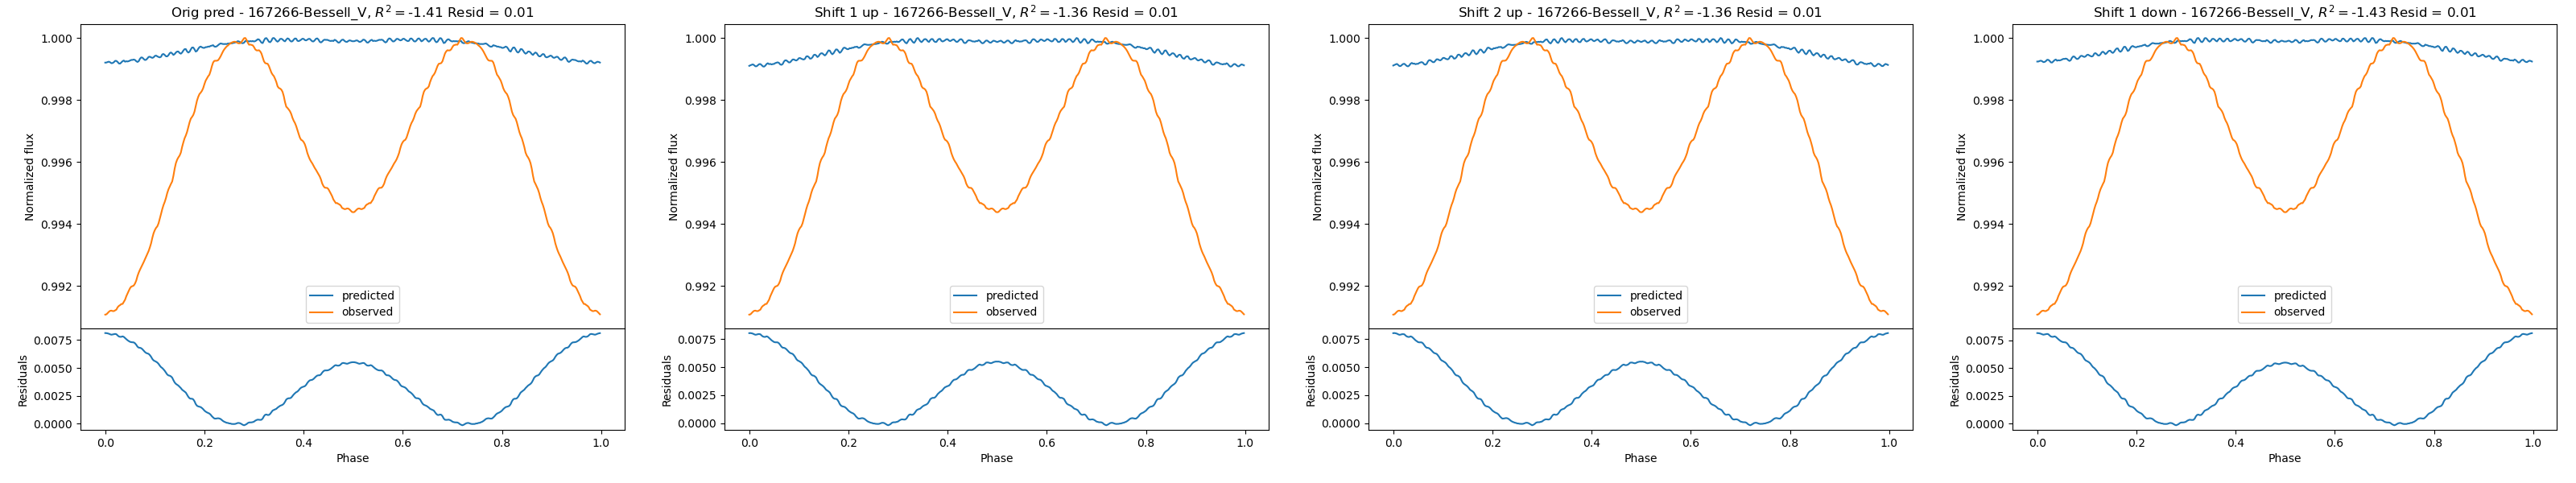 Orig pred - 167266-Bessell_V, R² = -1.41 Resid = 0.01
1.000
0.998
0.996
0.994
0.992
Normalized flux
predicted
observed
0.0075
0.0050
0.0025
0.0000
Residuals
0.0 0.2 0.4 0.6 0.8 1.0
Phase
Shift 1 up - 167266-Bessell_V, R² = -1.36 Resid = 0.01
1.000
0.998
0.996
0.994
0.992
Normalized flux
predicted
observed
0.0075
0.0050
0.0025
0.0000
Residuals
0.0 0.2 0.4 0.6 0.8 1.0
Phase
Shift 2 up - 167266-Bessell_V, R² = -1.36 Resid = 0.01
1.000
0.998
0.996
0.994
0.992
Normalized flux
predicted
observed
0.0075
0.0050
0.0025
0.0000
Residuals
0.0 0.2 0.4 0.6 0.8 1.0
Phase
Shift 1 down - 167266-Bessell_V, R² = -1.43 Resid = 0.01
1.000
0.998
0.996
0.994
0.992
Normalized flux
predicted
observed
0.0075
0.0050
0.0025
0.0000
Residuals
0.0 0.2 0.4 0.6 0.8 1.0
Phase